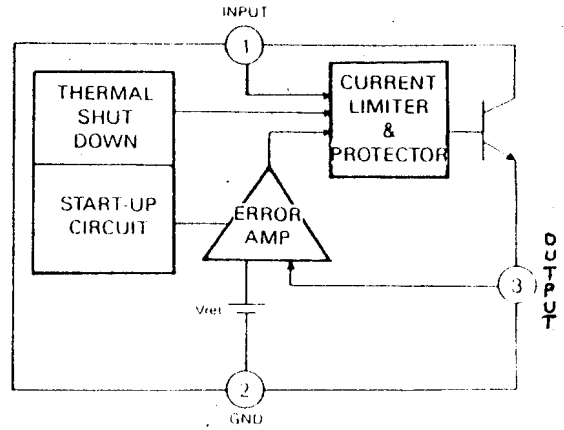 INPUT
1
THERMAL
SHUT
DOWN
CURRENT
LIMITER
&
PROTECTOR
START-UP
CIRCUIT
ERROR
AMP
OUTPUT
3
Vref
2
GND